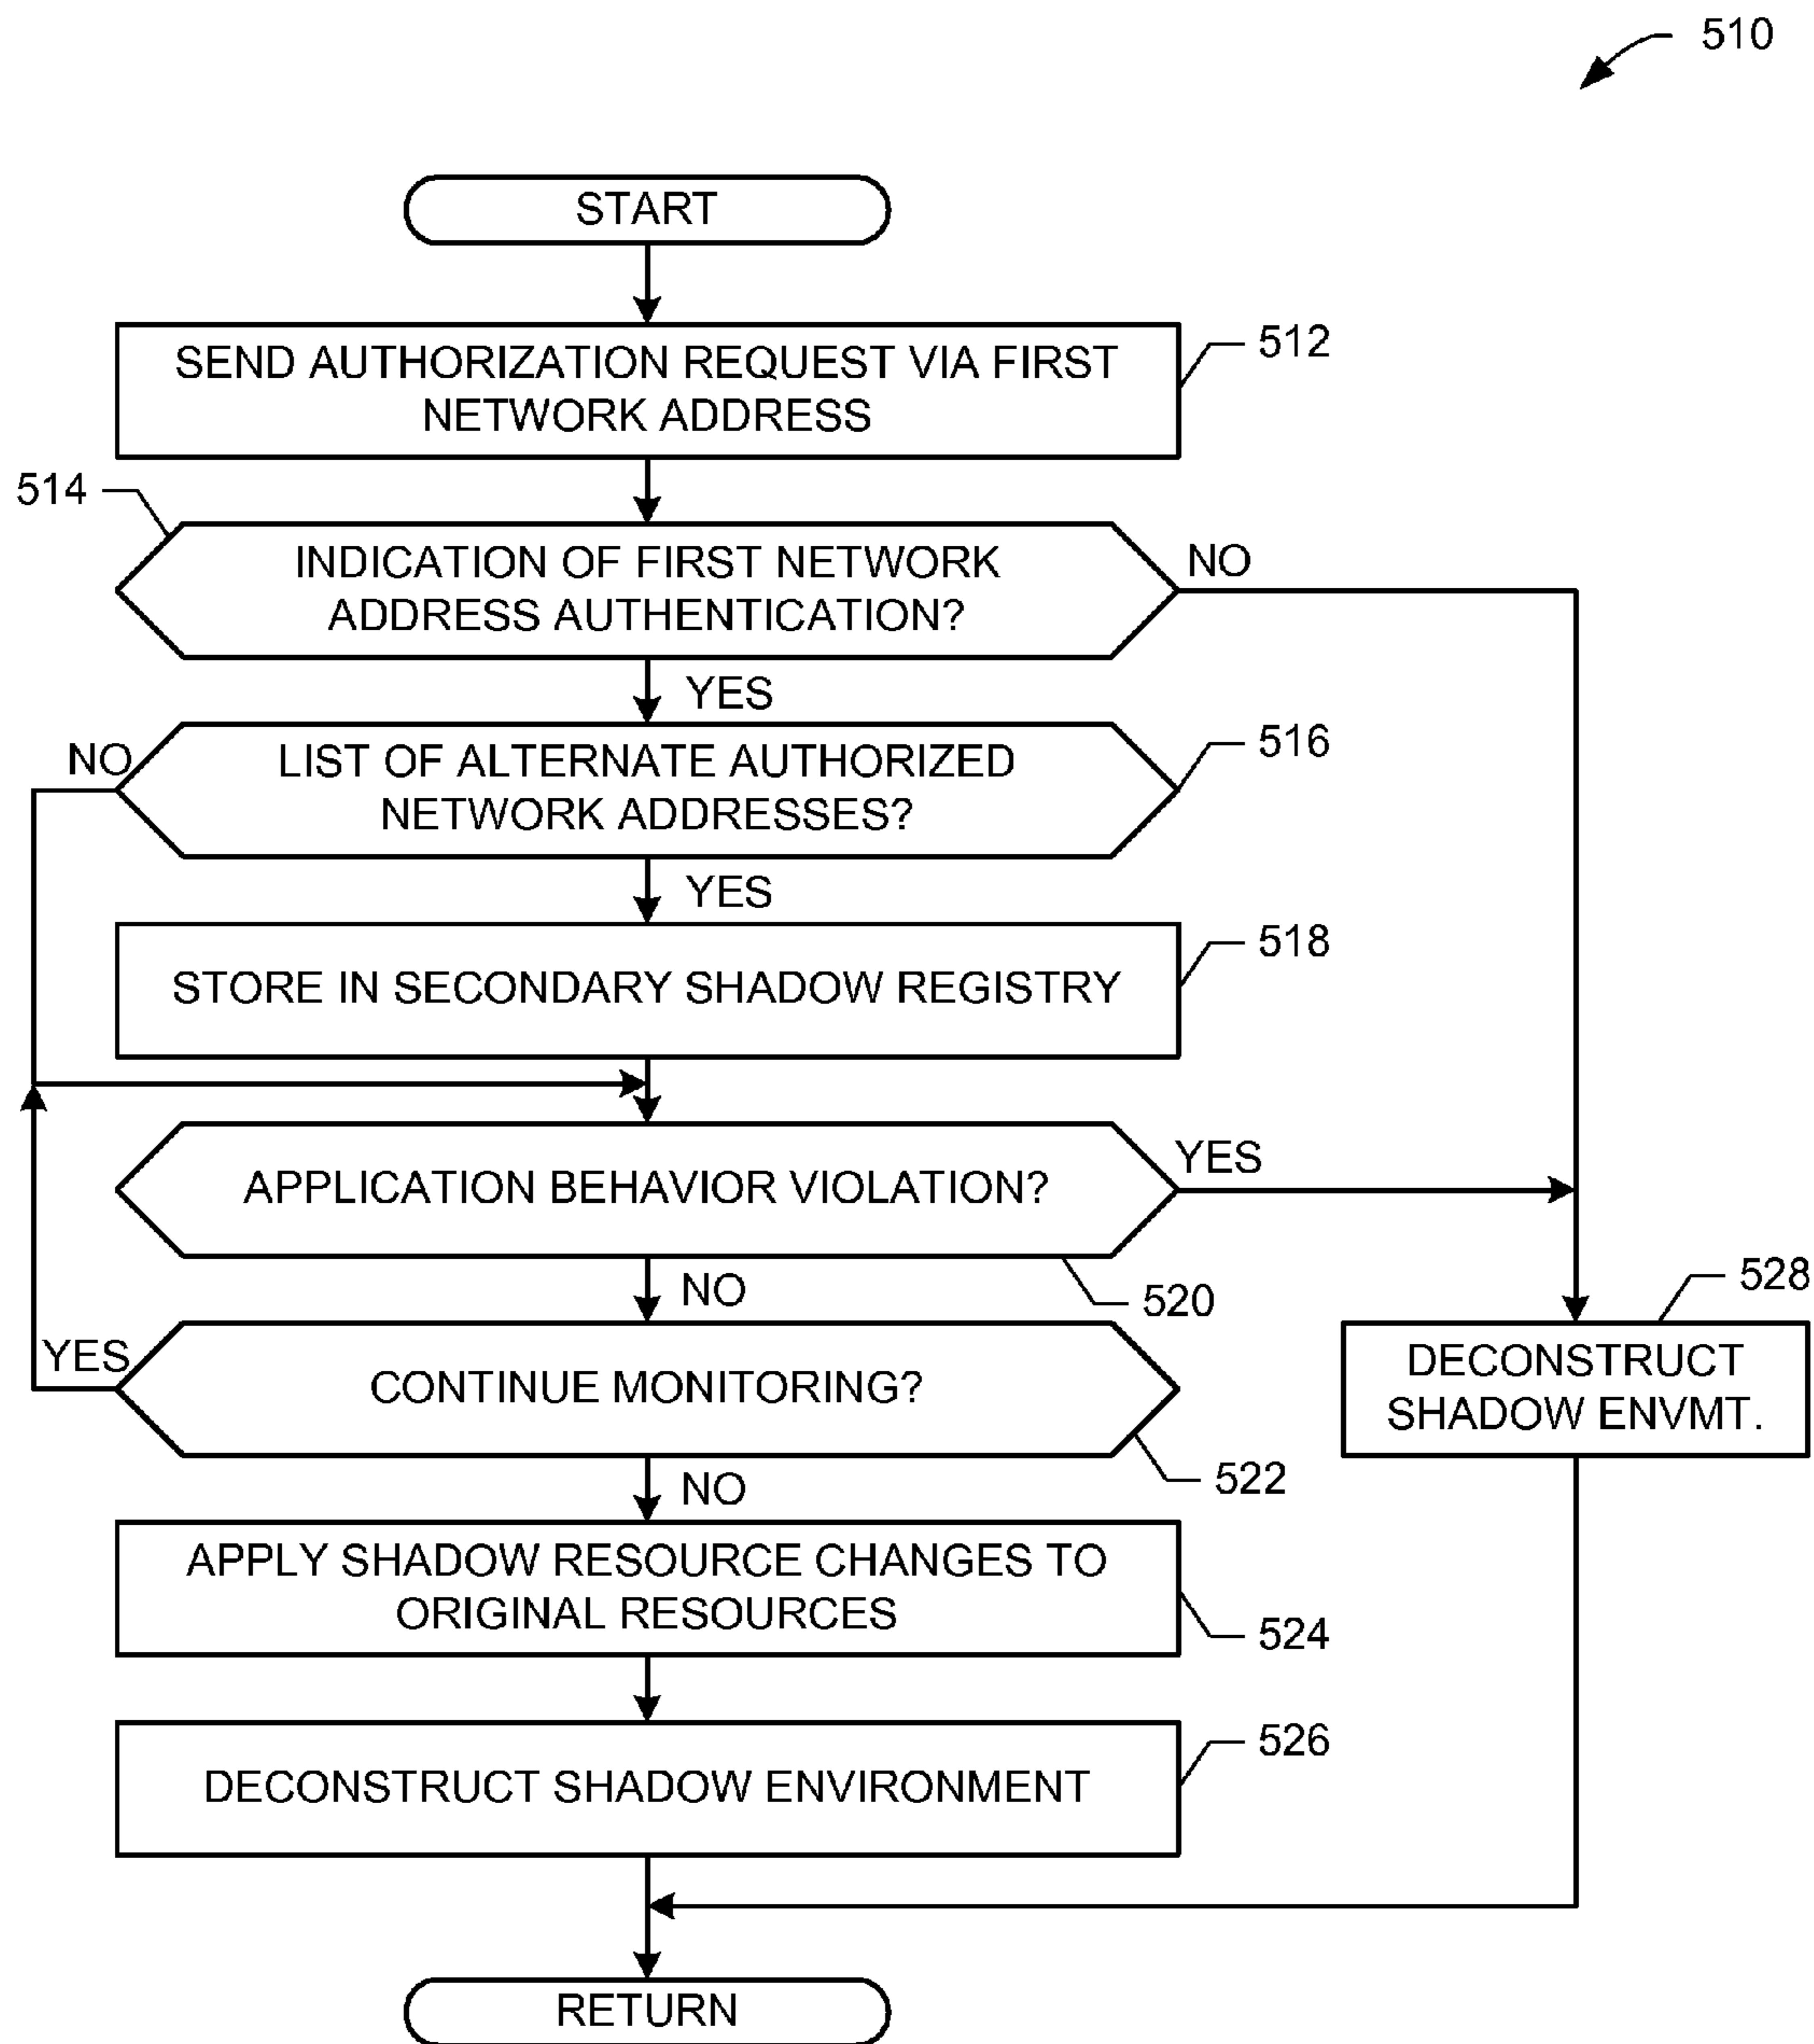 510
START
SEND AUTHORIZATION REQUEST VIA FIRST
NETWORK ADDRESS
512
514
INDICATION OF FIRST NETWORK
ADDRESS AUTHENTICATION?
NO
YES
NO
LIST OF ALTERNATE AUTHORIZED
NETWORK ADDRESSES?
516
YES
STORE IN SECONDARY SHADOW REGISTRY
518
APPLICATION BEHAVIOR VIOLATION?
YES
520
NO
YES
CONTINUE MONITORING?
522
528
DECONSTRUCT
SHADOW ENVMT.
NO
APPLY SHADOW RESOURCE CHANGES TO
ORIGINAL RESOURCES
524
DECONSTRUCT SHADOW ENVIRONMENT
526
RETURN